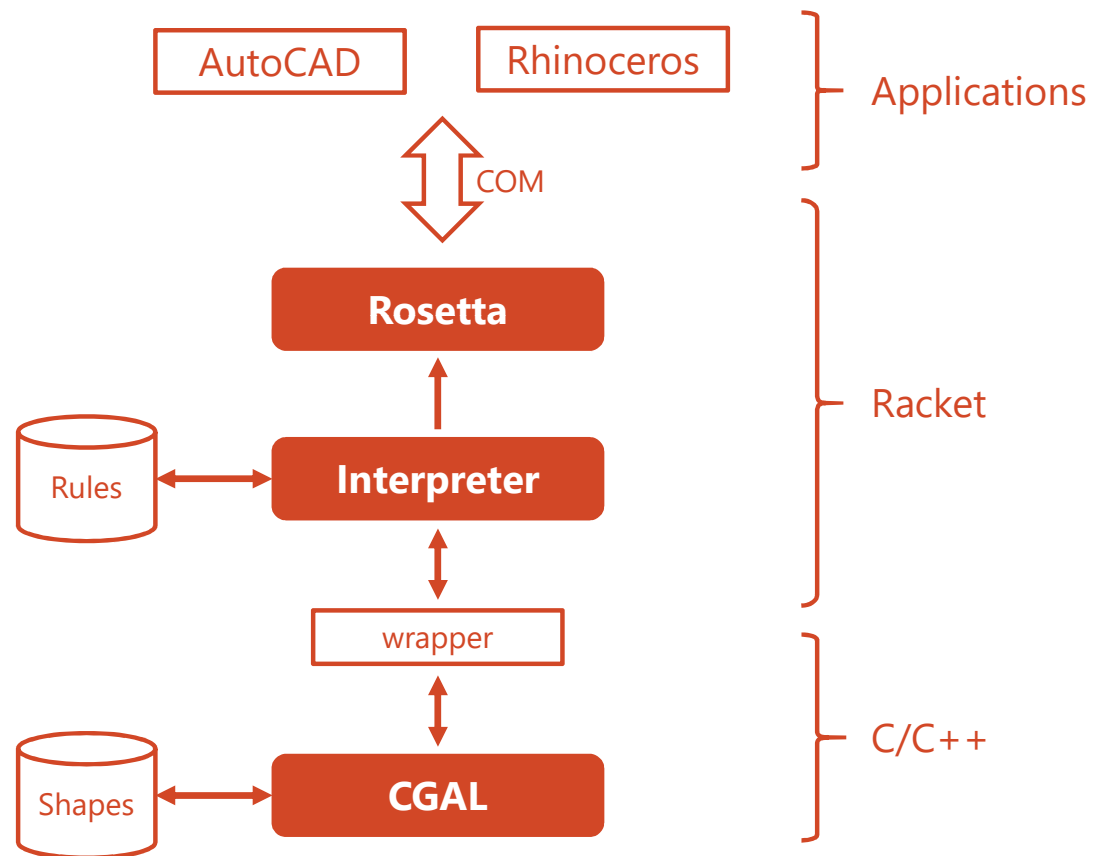 AutoCAD
Rhinoceros
Applications
COM
Rosetta
Racket
Rules
Interpreter
wrapper
C/C++
Shapes
CGAL